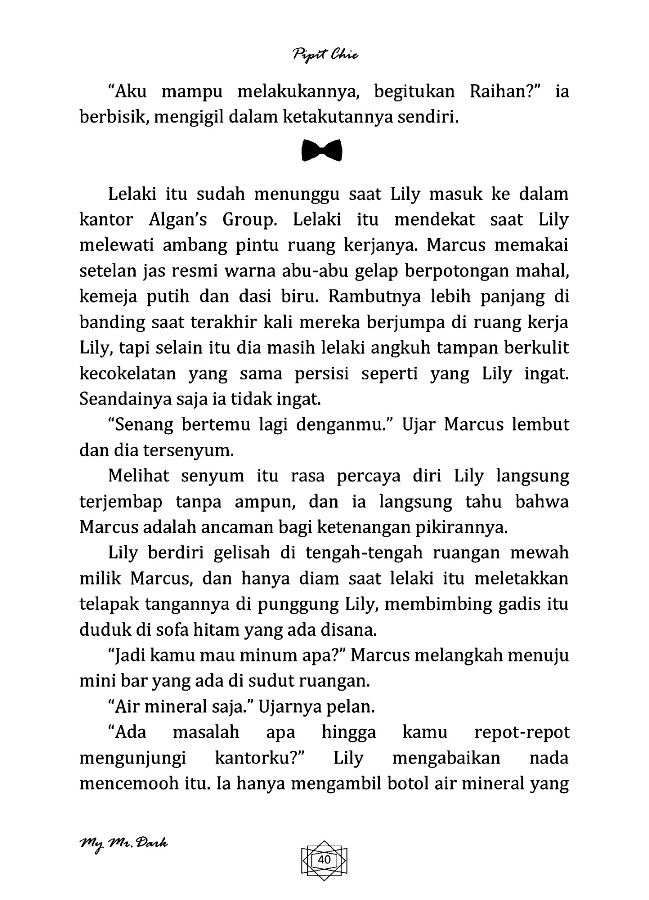 Pipit Chie
“Aku mampu melakukannya, begitukan Raihan?” ia
berbisik, mengigil dalam ketakutannya sendiri.
Lelaki itu sudah menunggu saat Lily masuk ke dalam
kantor Algan’s Group. Lelaki itu mendekat saat Lily
melewati ambang pintu ruang kerjanya. Marcus memakai
setelan jas resmi warna abu-abu gelap berpotongan mahal,
kemeja putih dan dasi biru. Rambutnya lebih panjang di
banding saat terakhir kali mereka berjumpa di ruang kerja
Lily, tapi selain itu dia masih lelaki angkuh tampan berkulit
kecokelatan yang sama persisi seperti yang Lily ingat.
Seandainya saja ia tidak ingat.
“Senang bertemu lagi denganmu.” Ujar Marcus lembut
dan dia tersenyum.
Melihat senyum itu rasa percaya diri Lily langsung
terjembap tanpa ampun, dan ia langsung tahu bahwa
Marcus adalah ancaman bagi ketenangan pikirannya.
Lily berdiri gelisah di tengah-tengah ruangan mewah
milik Marcus, dan hanya diam saat lelaki itu meletakkan
telapak tangannya di punggung Lily, membimbing gadis itu
duduk di sofa hitam yang ada disana.
“Jadi kamu mau minum apa?” Marcus melangkah menuju
mini bar yang ada di sudut ruangan.
“Air mineral saja.” Ujarnya pelan.
“Ada masalah apa hingga kamu repot-repot
mengunjungi kantorku?” Lily mengabaikan nada
mencemooh itu. Ia hanya mengambil botol air mineral yang
My Mr. Dark
40